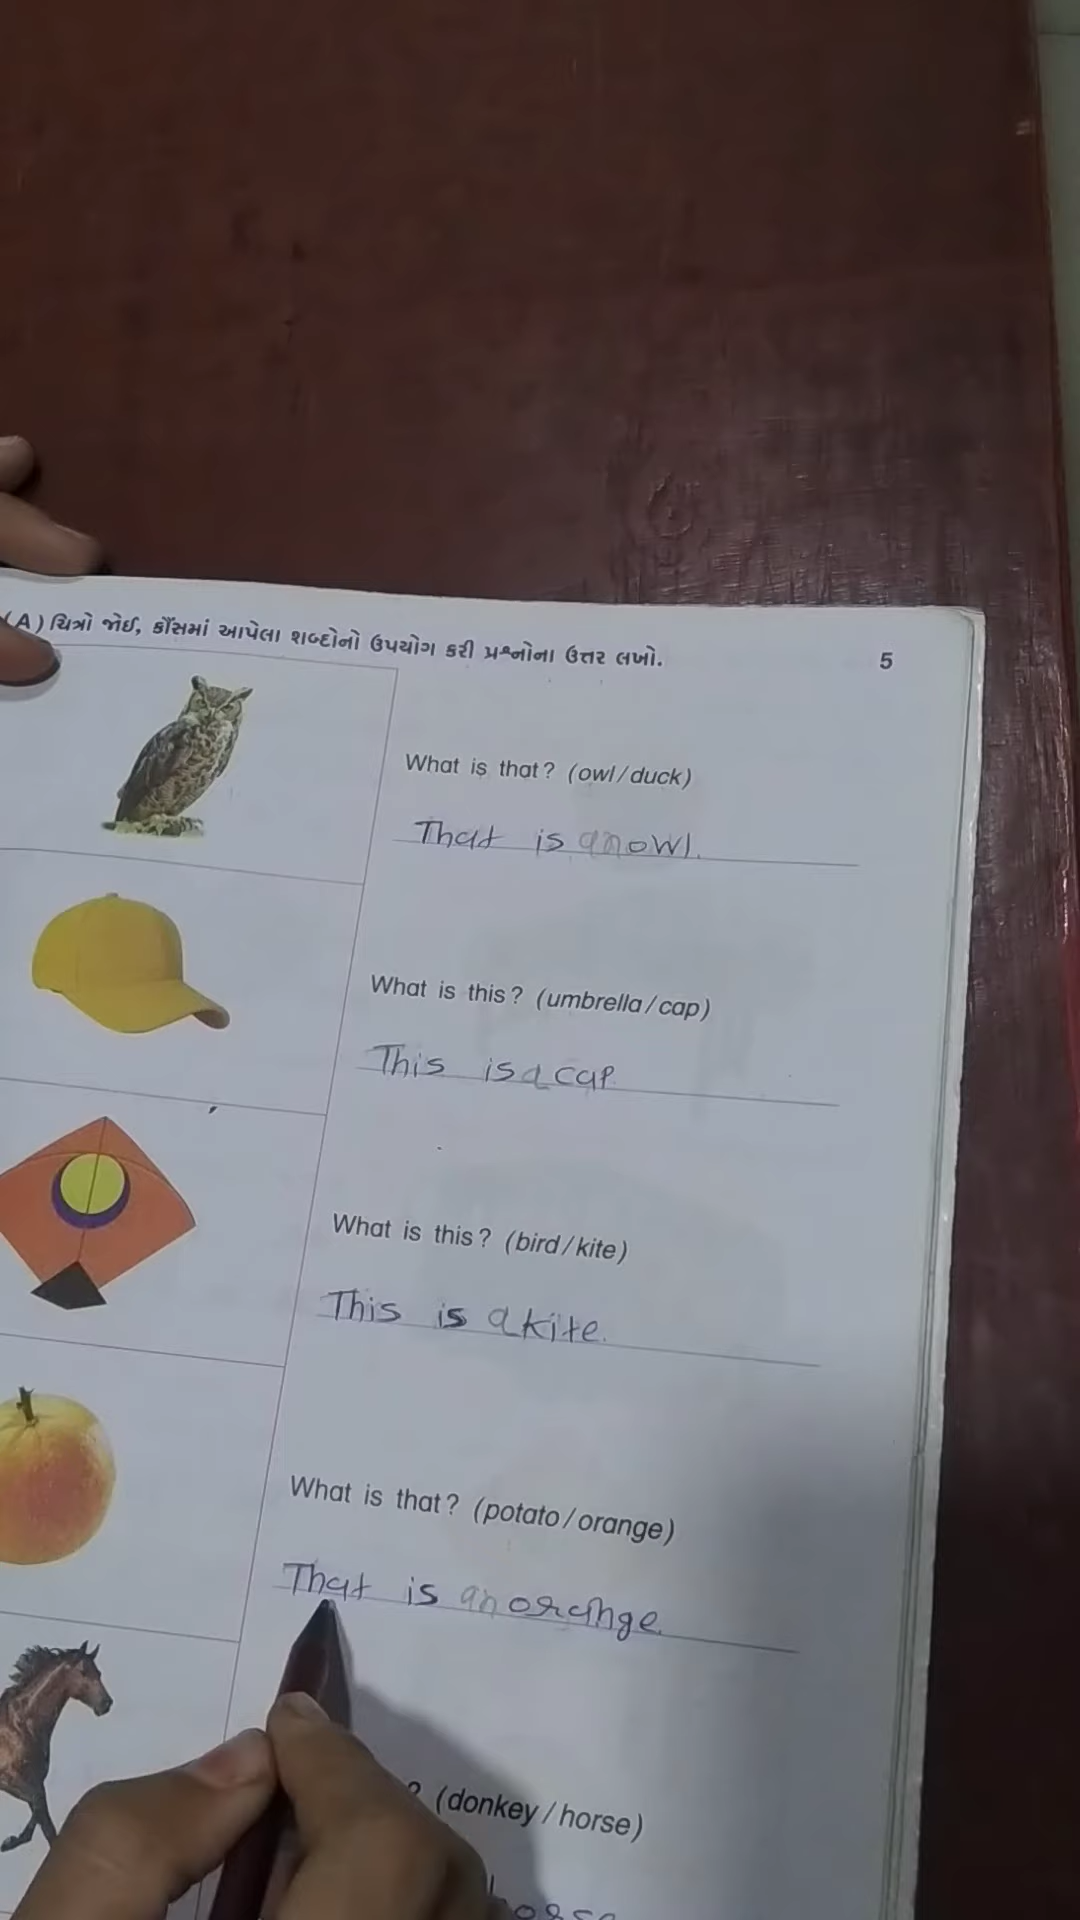 (A) ચિત્રો જોઈ, કૌંસમાં આપેલા શબ્દોનો ઉપયોગ કરી પ્રશ્નોના ઉત્તર લખો. 5
What is that? (owl/duck)
That is an owl.
What is this? (umbrella/cap)
This is a cap.
What is this? (bird/kite)
This is a kite.
What is that? (potato/orange)
That is an orange.
? (donkey/horse)
horse